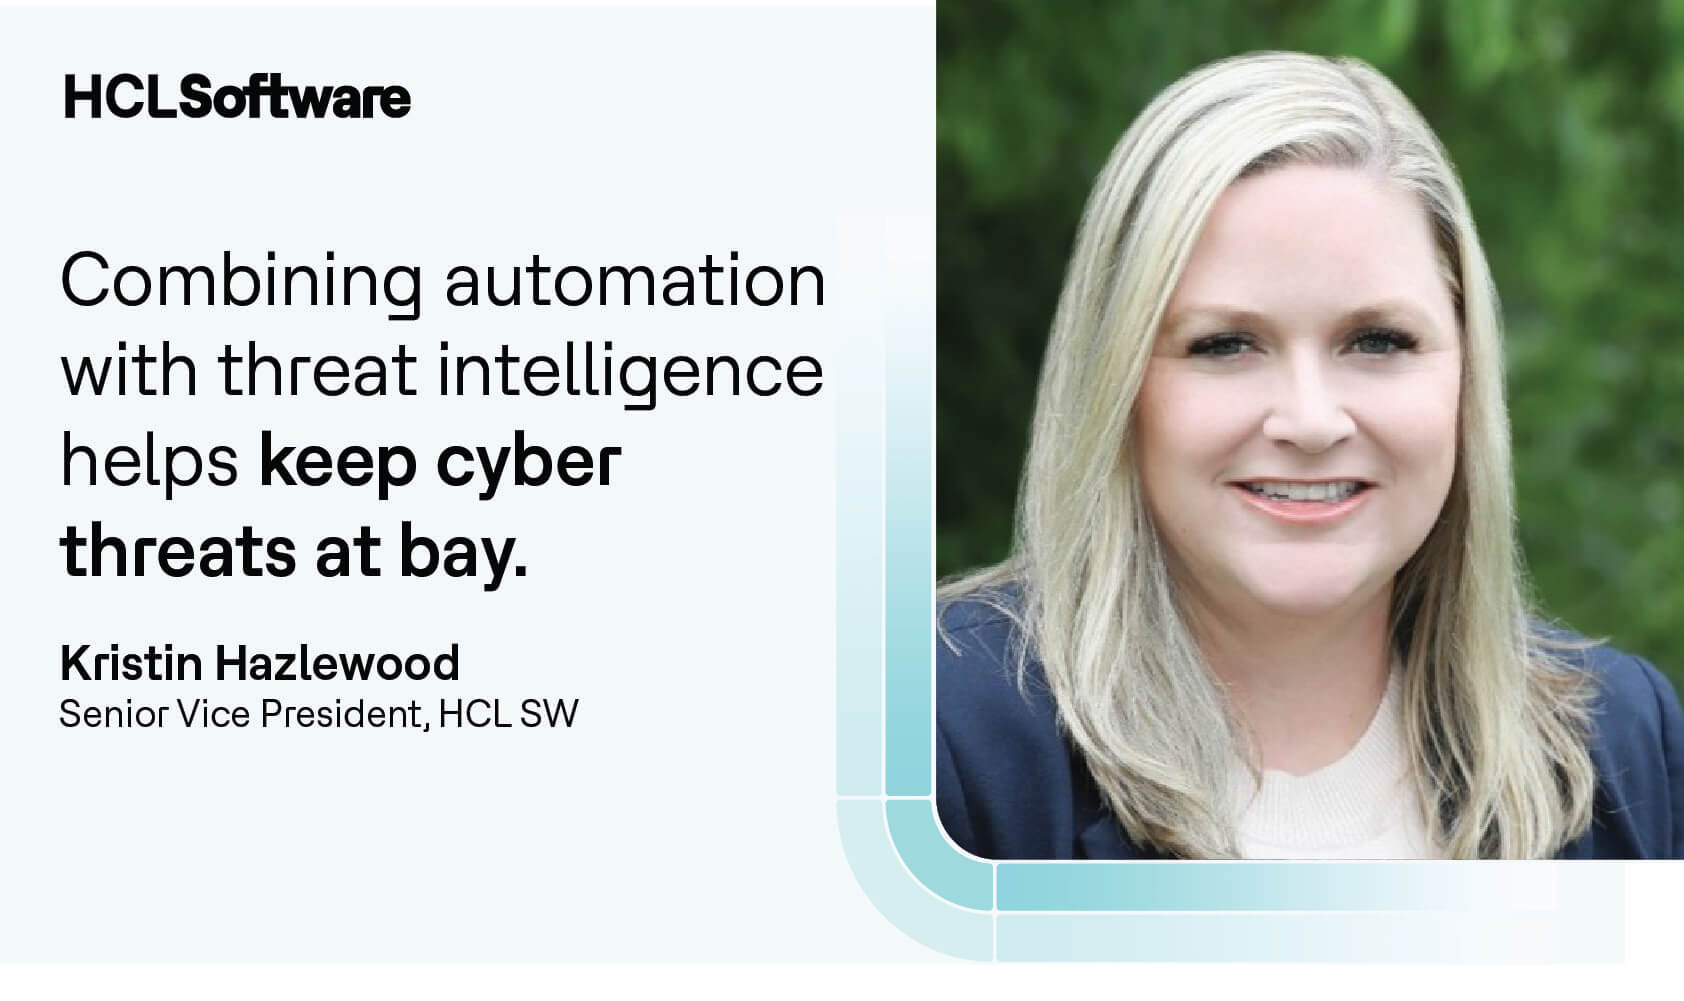 HCLSoftware
Combining automation
with threat intelligence
helps keep cyber
threats at bay.
Kristin Hazlewood
Senior Vice President, HCL SW